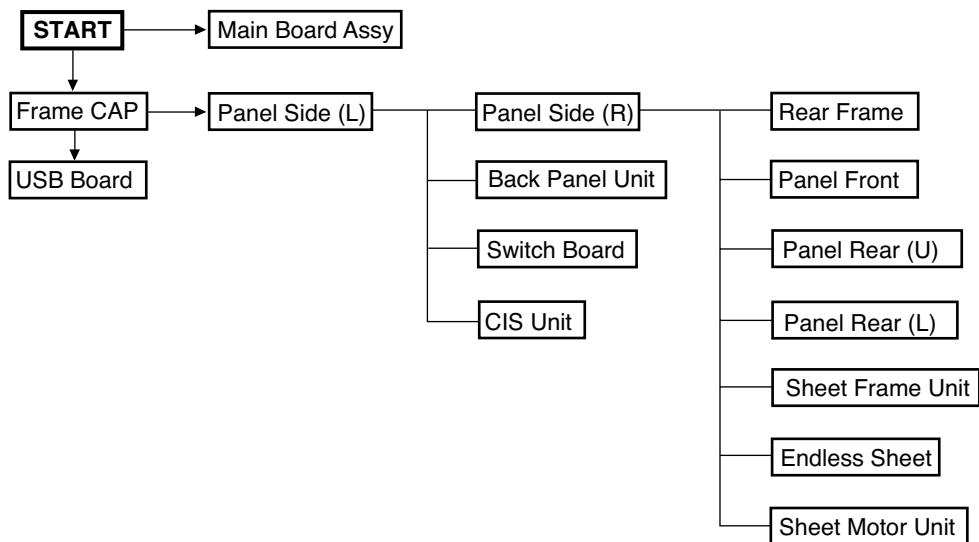 START
Main Board Assy
Frame CAP
Panel Side (L)
Panel Side (R)
Rear Frame
USB Board
Back Panel Unit
Panel Front
Switch Board
Panel Rear (U)
CIS Unit
Panel Rear (L)
Sheet Frame Unit
Endless Sheet
Sheet Motor Unit